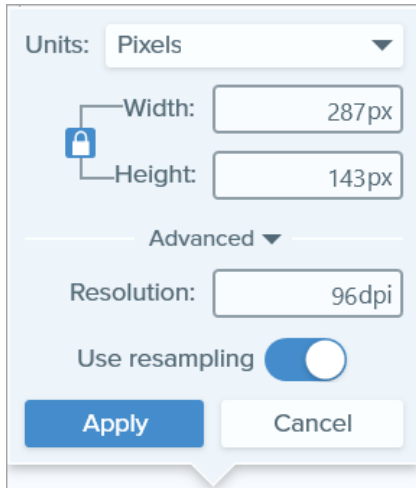 Units: Pixels
Width: 287px
Height: 143px
Advanced
Resolution: 96dpi
Use resampling
Apply Cancel